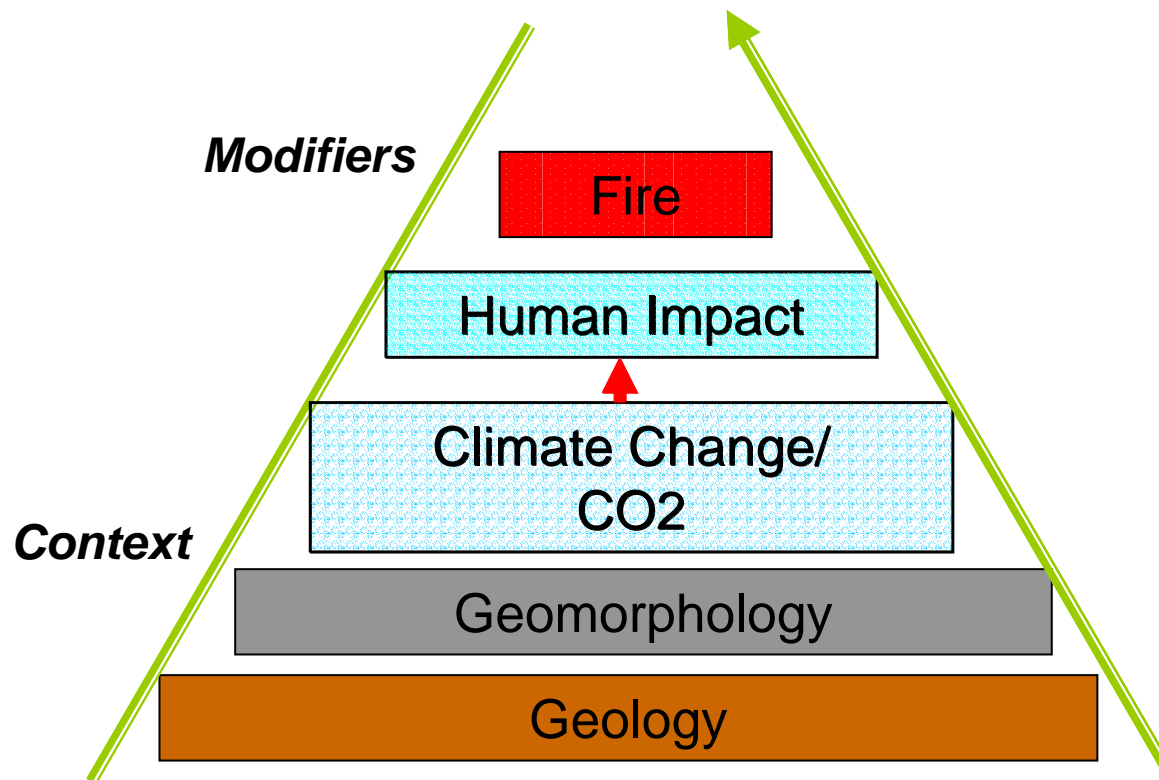 Modifiers
Fire
Human Impact
Climate Change/
CO2
Context
Geomorphology
Geology